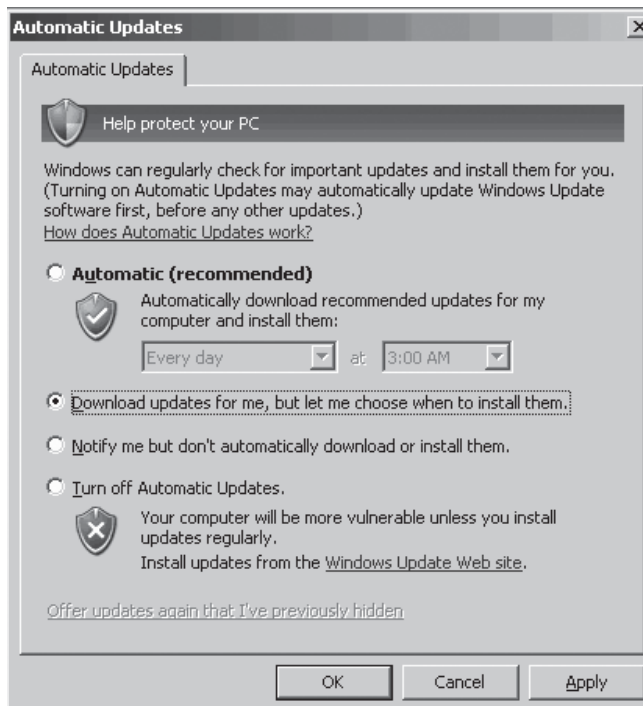 Automatic Updates
Automatic Updates
Help protect your PC
Windows can regularly check for important updates and install them for you.
(Turning on Automatic Updates may automatically update Windows Update
software first, before any other updates.)
How does Automatic Updates work?
Automatic (recommended)
Automatically download recommended updates for my
computer and install them:
Every day at 3:00 AM
Download updates for me, but let me choose when to install them.
Notify me but don't automatically download or install them.
Turn off Automatic Updates.
Your computer will be more vulnerable unless you install
updates regularly.
Install updates from the Windows Update Web site.
Offer updates again that I've previously hidden
OK Cancel Apply